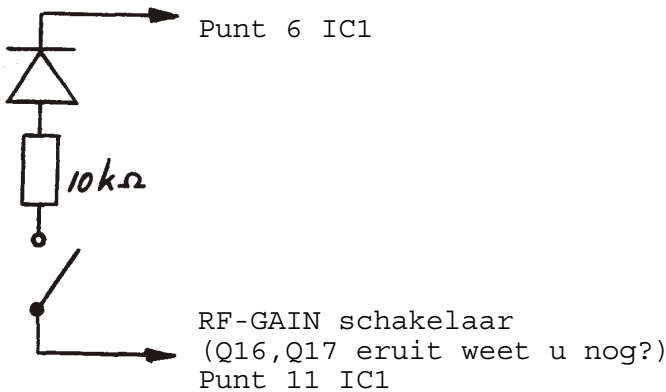 Punt 6 IC1
10kΩ
RF-GAIN schakelaar
(Q16,Q17 eruit weet u nog?)
Punt 11 IC1